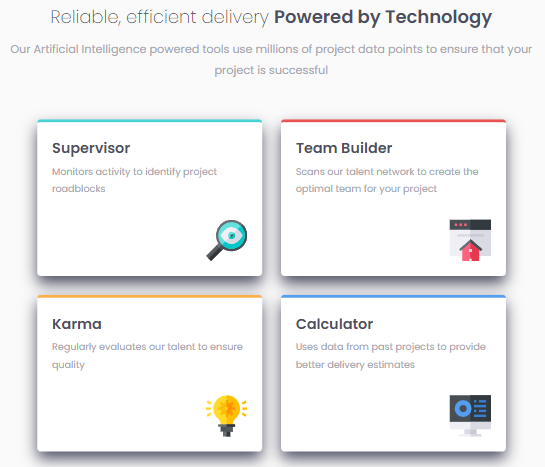 Reliable, efficient delivery Powered by Technology
Our Artificial Intelligence powered tools use millions of project data points to ensure that your
project is successful
Supervisor
Monitors activity to identify project
roadblocks
Team Builder
Scans our talent network to create the
optimal team for your project
Karma
Regularly evaluates our talent to ensure
quality
Calculator
Uses data from past projects to provide
better delivery estimates